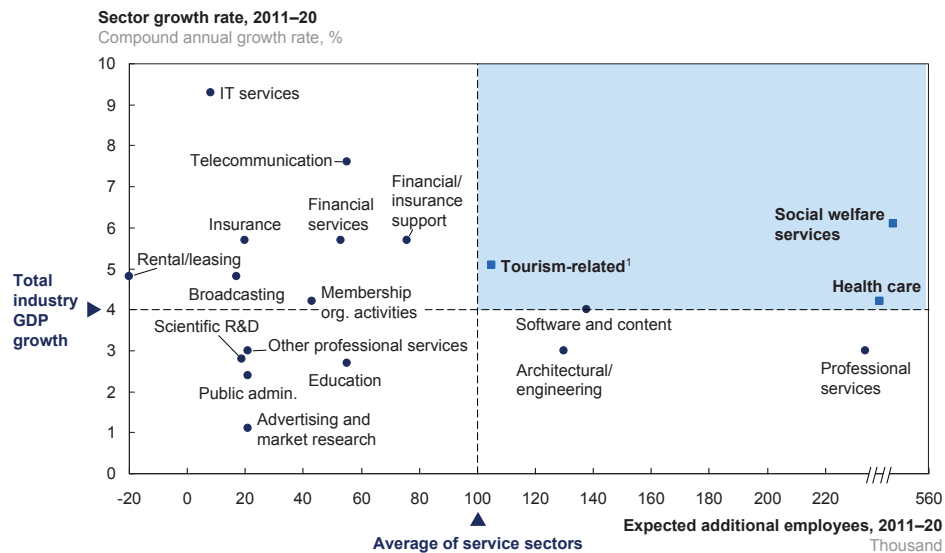 Sector growth rate, 2011–20
Compound annual growth rate, %
10
9
8
7
6
5
4
3
2
1
0
IT services
Telecommunication
Financial/
insurance
support
Financial
services
Insurance
Social welfare
services
Rental/leasing
Tourism-related¹
Broadcasting
Membership
org. activities
Health care
Total
industry
GDP
growth
Scientific R&D
Other professional services
Public admin.
Education
Advertising and
market research
Software and content
Architectural/
engineering
Professional
services
-20 0 20 40 60 80 100 120 140 160 180 200 220 560
Average of service sectors
Expected additional employees, 2011–20
Thousand